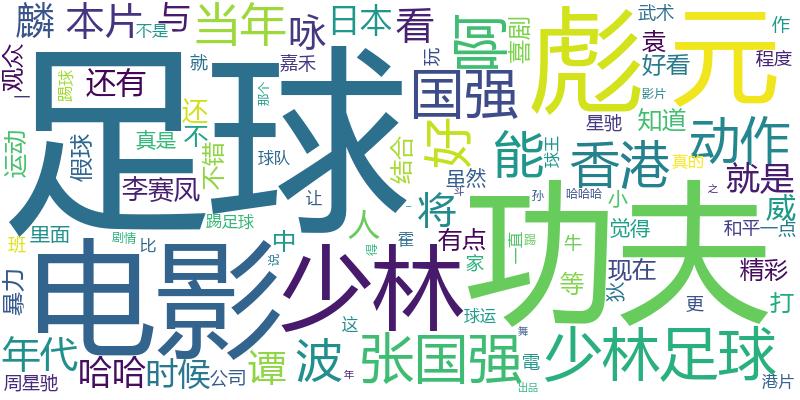 麟
本片
与
不是
当年
咏
日本
看
啊
喜剧
彪
元
武术
作
观众
还有
踢球
就
嘉禾
玩
那个
国强
袁
好看
程度
影片
足球
运动
假球
真是
还
不
不错
球队
结合
好
能
球王
星驰
知道
动作
香港
真的
就是
李赛凤
踢足球
让
虽然
斗
孙
哈哈哈
小
之
威
里面
剧情
班
比
中
人
得
将
霍
有点
家
一直
踢
功夫
牛
等
觉得
现在
狄
和平一点
精彩
更
打
暴力
电影
说
少林
这
球运
舞
年代
哈哈
时候
公司
谭
波
年
张国强
電
出品
少林足球
港片
周星驰